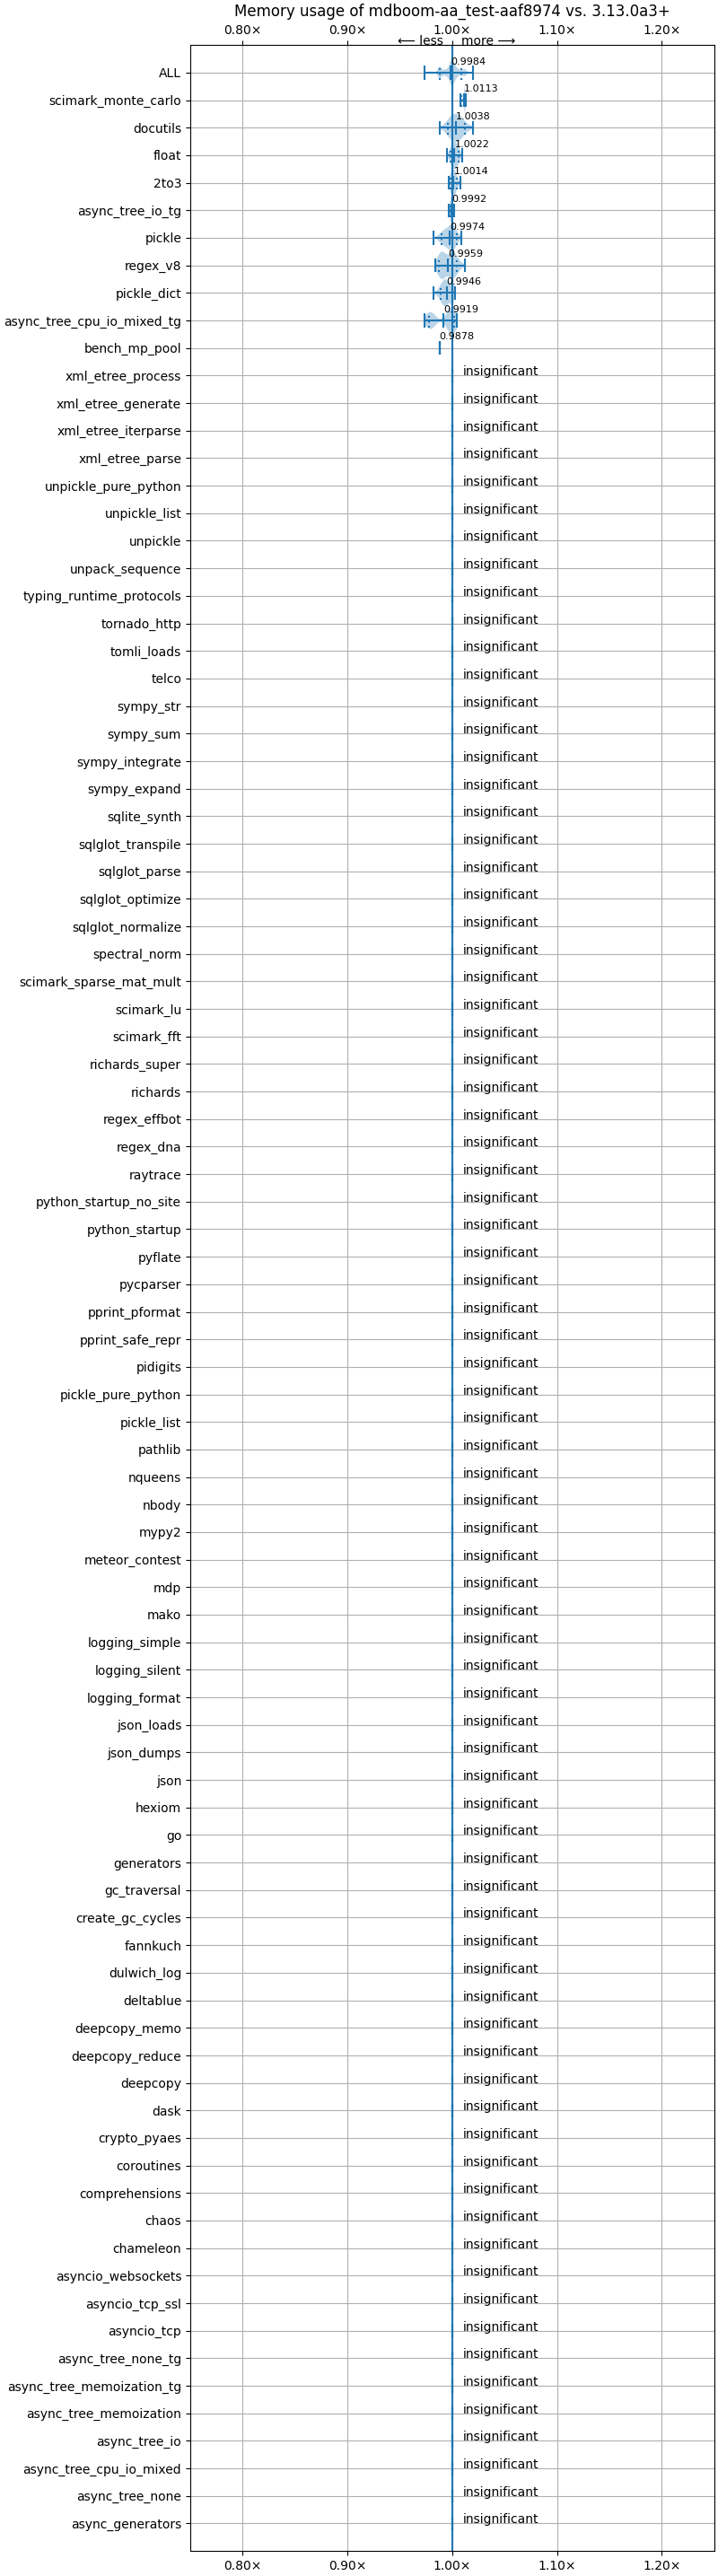 Memory usage of mdboom-aa_test-aaf8974 vs. 3.13.0a3+
0.80× 0.90× 1.00× 1.10× 1.20×
⟵ less more ⟶
ALL 0.9984
scimark_monte_carlo 1.0113
docutils 1.0038
float 1.0022
2to3 1.0014
async_tree_io_tg 0.9992
pickle 0.9974
regex_v8 0.9959
pickle_dict 0.9946
async_tree_cpu_io_mixed_tg 0.9919
bench_mp_pool 0.9878
xml_etree_process insignificant
xml_etree_generate insignificant
xml_etree_iterparse insignificant
xml_etree_parse insignificant
unpickle_pure_python insignificant
unpickle_list insignificant
unpickle insignificant
unpack_sequence insignificant
typing_runtime_protocols insignificant
tornado_http insignificant
tomli_loads insignificant
telco insignificant
sympy_str insignificant
sympy_sum insignificant
sympy_integrate insignificant
sympy_expand insignificant
sqlite_synth insignificant
sqlglot_transpile insignificant
sqlglot_parse insignificant
sqlglot_optimize insignificant
sqlglot_normalize insignificant
spectral_norm insignificant
scimark_sparse_mat_mult insignificant
scimark_lu insignificant
scimark_fft insignificant
richards_super insignificant
richards insignificant
regex_effbot insignificant
regex_dna insignificant
raytrace insignificant
python_startup_no_site insignificant
python_startup insignificant
pyflate insignificant
pycparser insignificant
pprint_pformat insignificant
pprint_safe_repr insignificant
pidigits insignificant
pickle_pure_python insignificant
pickle_list insignificant
pathlib insignificant
nqueens insignificant
nbody insignificant
mypy2 insignificant
meteor_contest insignificant
mdp insignificant
mako insignificant
logging_simple insignificant
logging_silent insignificant
logging_format insignificant
json_loads insignificant
json_dumps insignificant
json insignificant
hexiom insignificant
go insignificant
generators insignificant
gc_traversal insignificant
create_gc_cycles insignificant
fannkuch insignificant
dulwich_log insignificant
deltablue insignificant
deepcopy_memo insignificant
deepcopy_reduce insignificant
deepcopy insignificant
dask insignificant
crypto_pyaes insignificant
coroutines insignificant
comprehensions insignificant
chaos insignificant
chameleon insignificant
asyncio_websockets insignificant
asyncio_tcp_ssl insignificant
asyncio_tcp insignificant
async_tree_none_tg insignificant
async_tree_memoization_tg insignificant
async_tree_memoization insignificant
async_tree_io insignificant
async_tree_cpu_io_mixed insignificant
async_tree_none insignificant
async_generators insignificant
0.80× 0.90× 1.00× 1.10× 1.20×